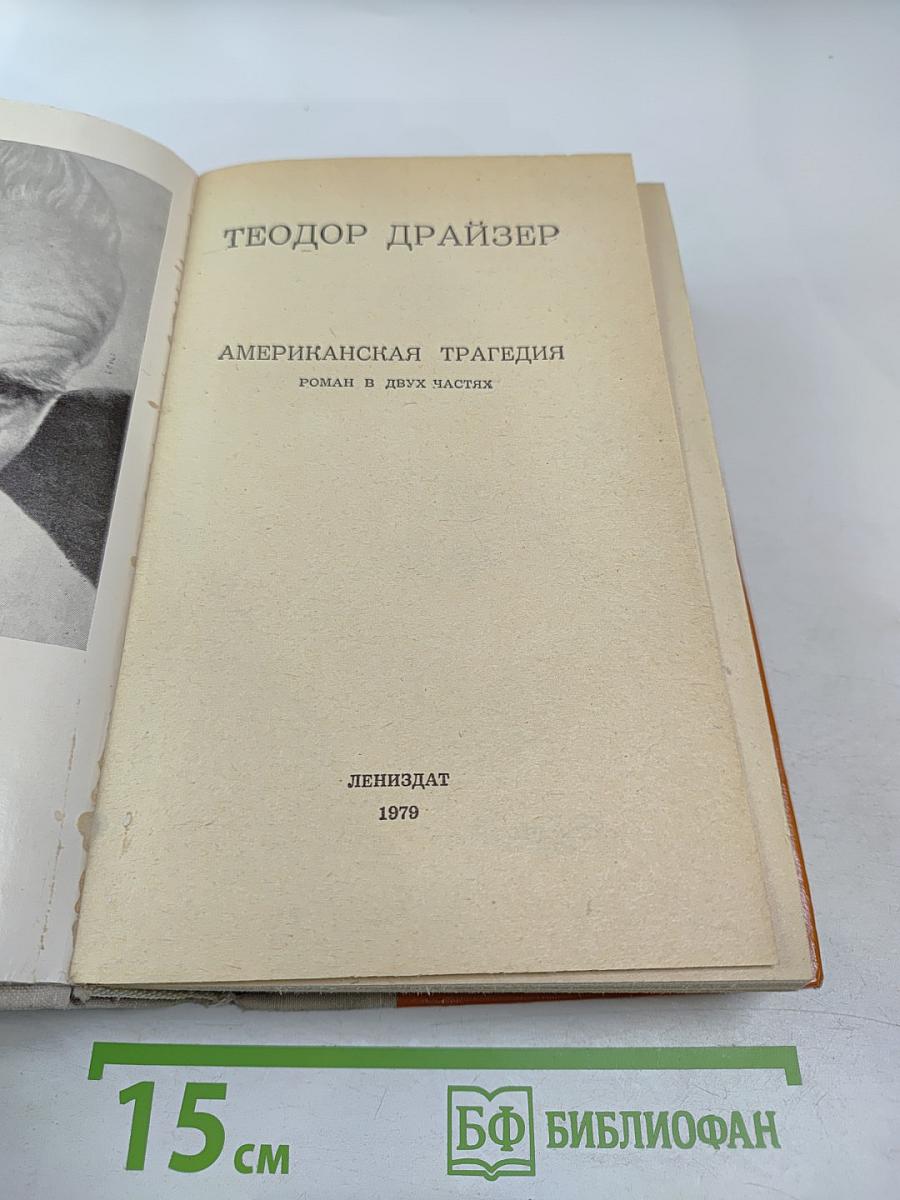 ТЕОДОР ДРАЙЗЕР
АМЕРИКАНСКАЯ ТРАГЕДИЯ
РОМАН В ДВУХ ЧАСТЯХ
ЛЕНИЗДАТ
1979
15 см
БФ БИБЛИОФАН